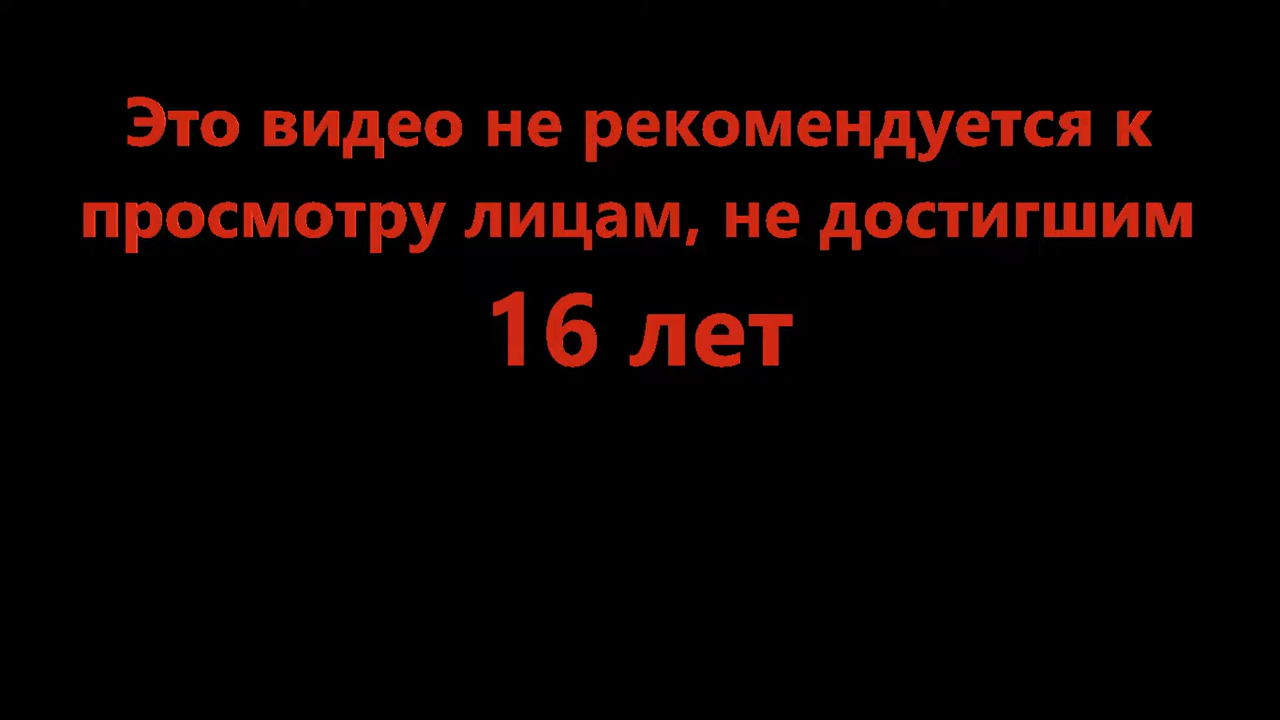 Это видео не рекомендуется к
просмотру лицам, не достигшим
16 лет